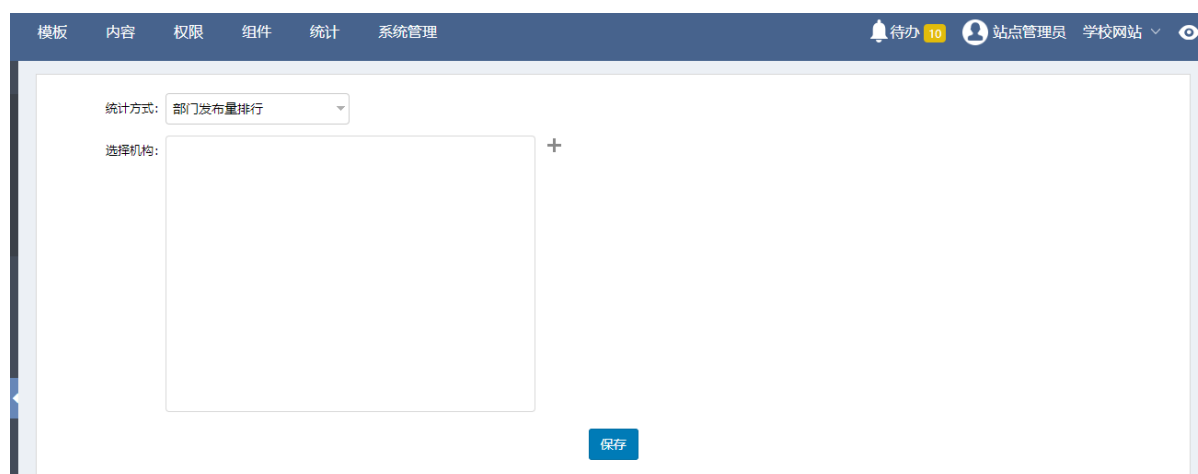 模板 内容 权限 组件 统计 系统管理 待办 10 站点管理员 学校网站
统计方式: 部门发布量排行
选择机构:
保存